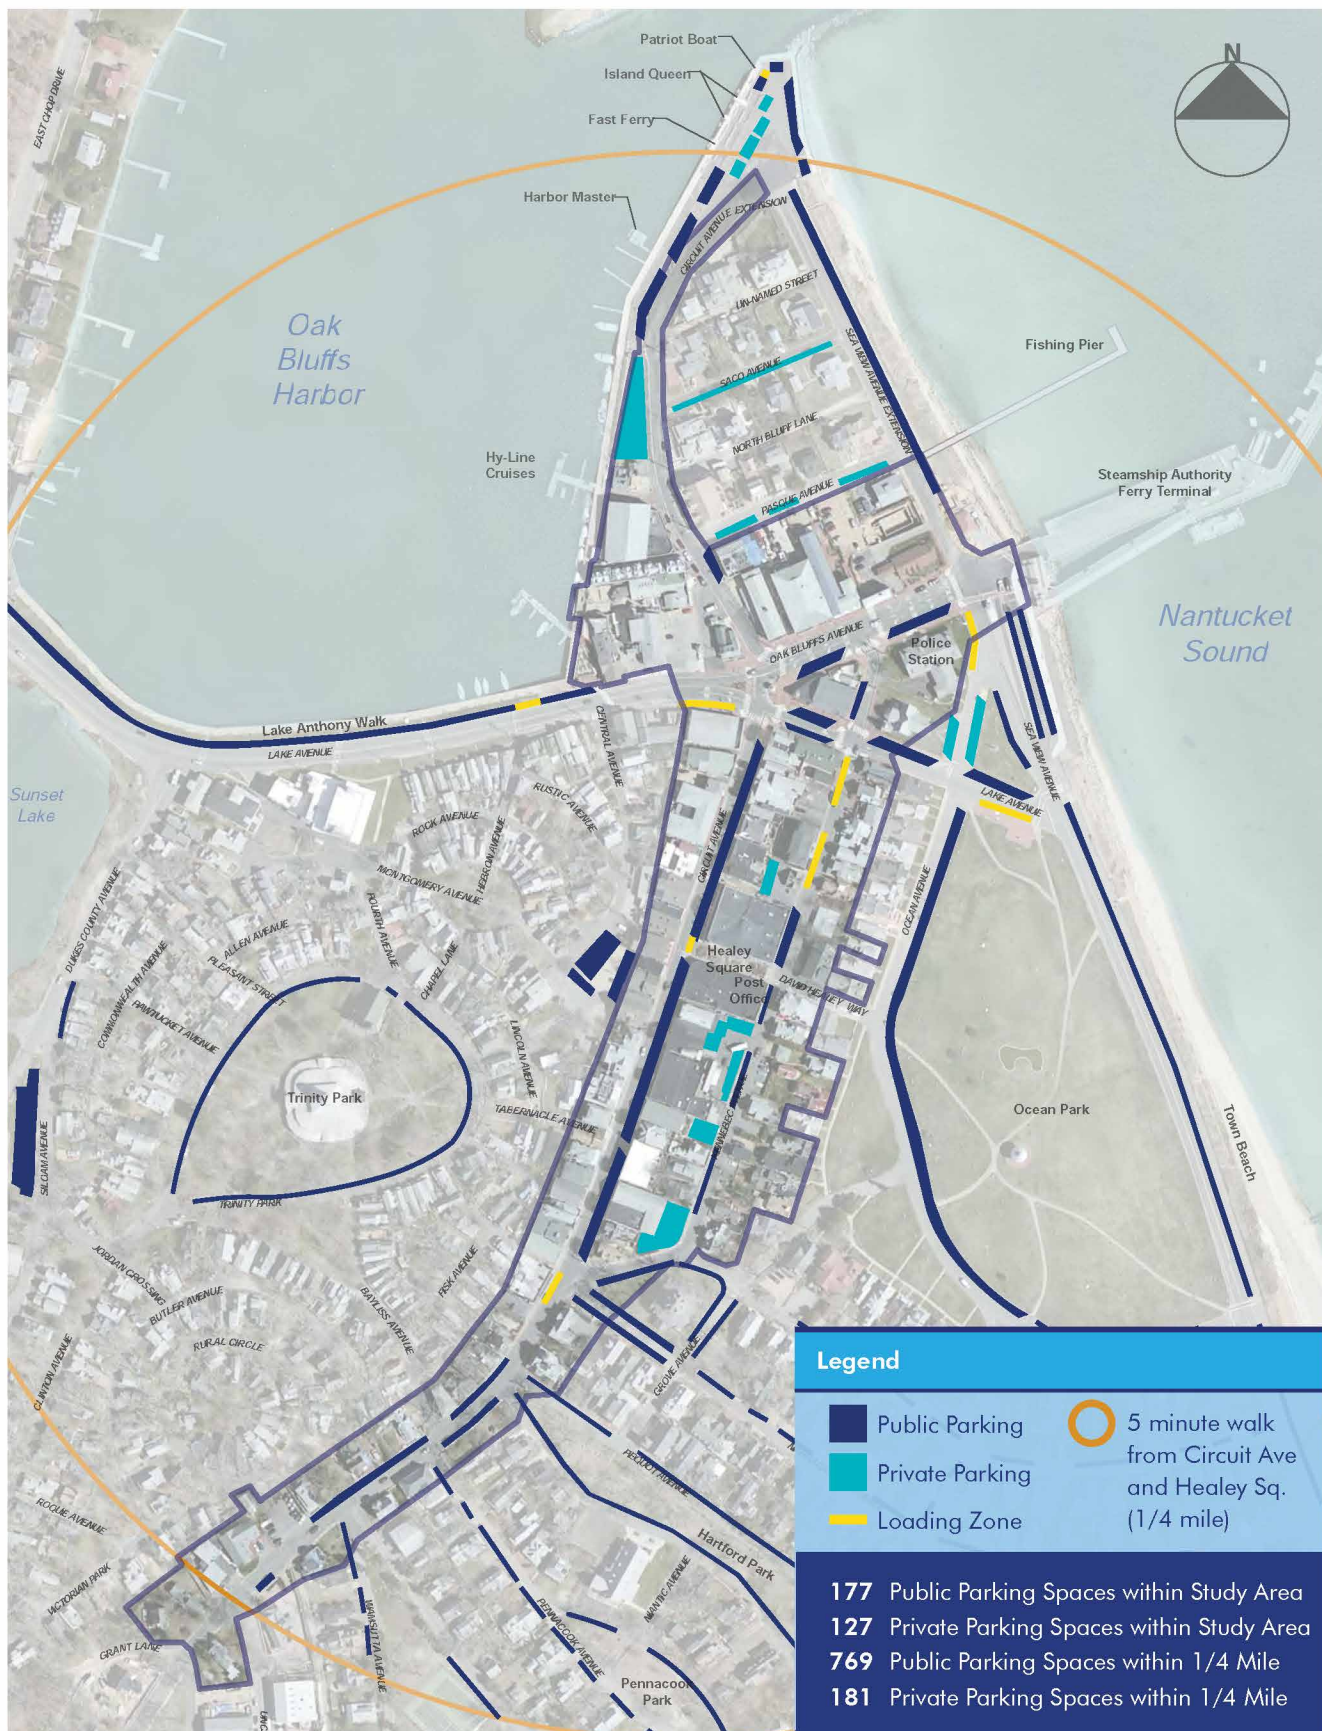 Patriot Boat
Island Queen
Fast Ferry
N
EAST CHOP DRIVE
Harbor Master
CIRCUIT AVENUE EXTENSION
UN-NAMED STREET
Oak
Bluffs
Harbor
SEA VIEW AVENUE EXTENSION
Fishing Pier
SACO AVENUE
NORTH BLUFF LANE
Hy-Line
Cruises
Steamship Authority
Ferry Terminal
PASQUE AVENUE
Nantucket
Sound
OAK BLUFFS AVENUE
Police
Station
Lake Anthony Walk
LAKE AVENUE
CENTRAL AVENUE
SEA VIEW AVENUE
Sunset
Lake
RUSTIC AVENUE
LAKE AVENUE
ROCK AVENUE
HEBRON AVENUE
CIRCUIT AVENUE
MONTGOMERY AVENUE
OCEAN AVENUE
DUKES COUNTY AVENUE
FOURTH AVENUE
ALLEN AVENUE
CHAPEL LANE
COMMONWEALTH AVENUE
PLEASANT STREET
Healey
Square
Post
Office
DAVID HEALEY WAY
PAWTUCKET AVENUE
LINCOLN AVENUE
Trinity Park
TABERNACLE AVENUE
KENNEBEC AVENUE
Ocean Park
Town Beach
SILOAM AVENUE
TRINITY PARK
JORDAN CROSSING
FISK AVENUE
BUTLER AVENUE
BAYLISS AVENUE
RURAL CIRCLE
CLINTON AVENUE
GROVE AVENUE
PEQUOT AVENUE
ROQUE AVENUE
Hartford Park
VICTORIAN PARK
NIANTIC AVENUE
WAMSUTTA AVENUE
PENNACOOK AVENUE
GRANT LANE
Pennacook
Park
Legend
Public Parking
Private Parking
Loading Zone
5 minute walk
from Circuit Ave
and Healey Sq.
(1/4 mile)
177 Public Parking Spaces within Study Area
127 Private Parking Spaces within Study Area
769 Public Parking Spaces within 1/4 Mile
181 Private Parking Spaces within 1/4 Mile